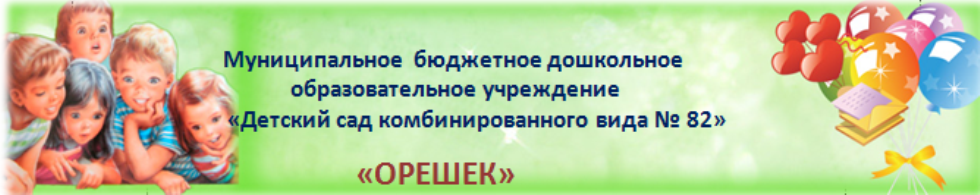 Муниципальное бюджетное дошкольное
образовательное учреждение
«Детский сад комбинированного вида № 82»
«ОРЕШЕК»